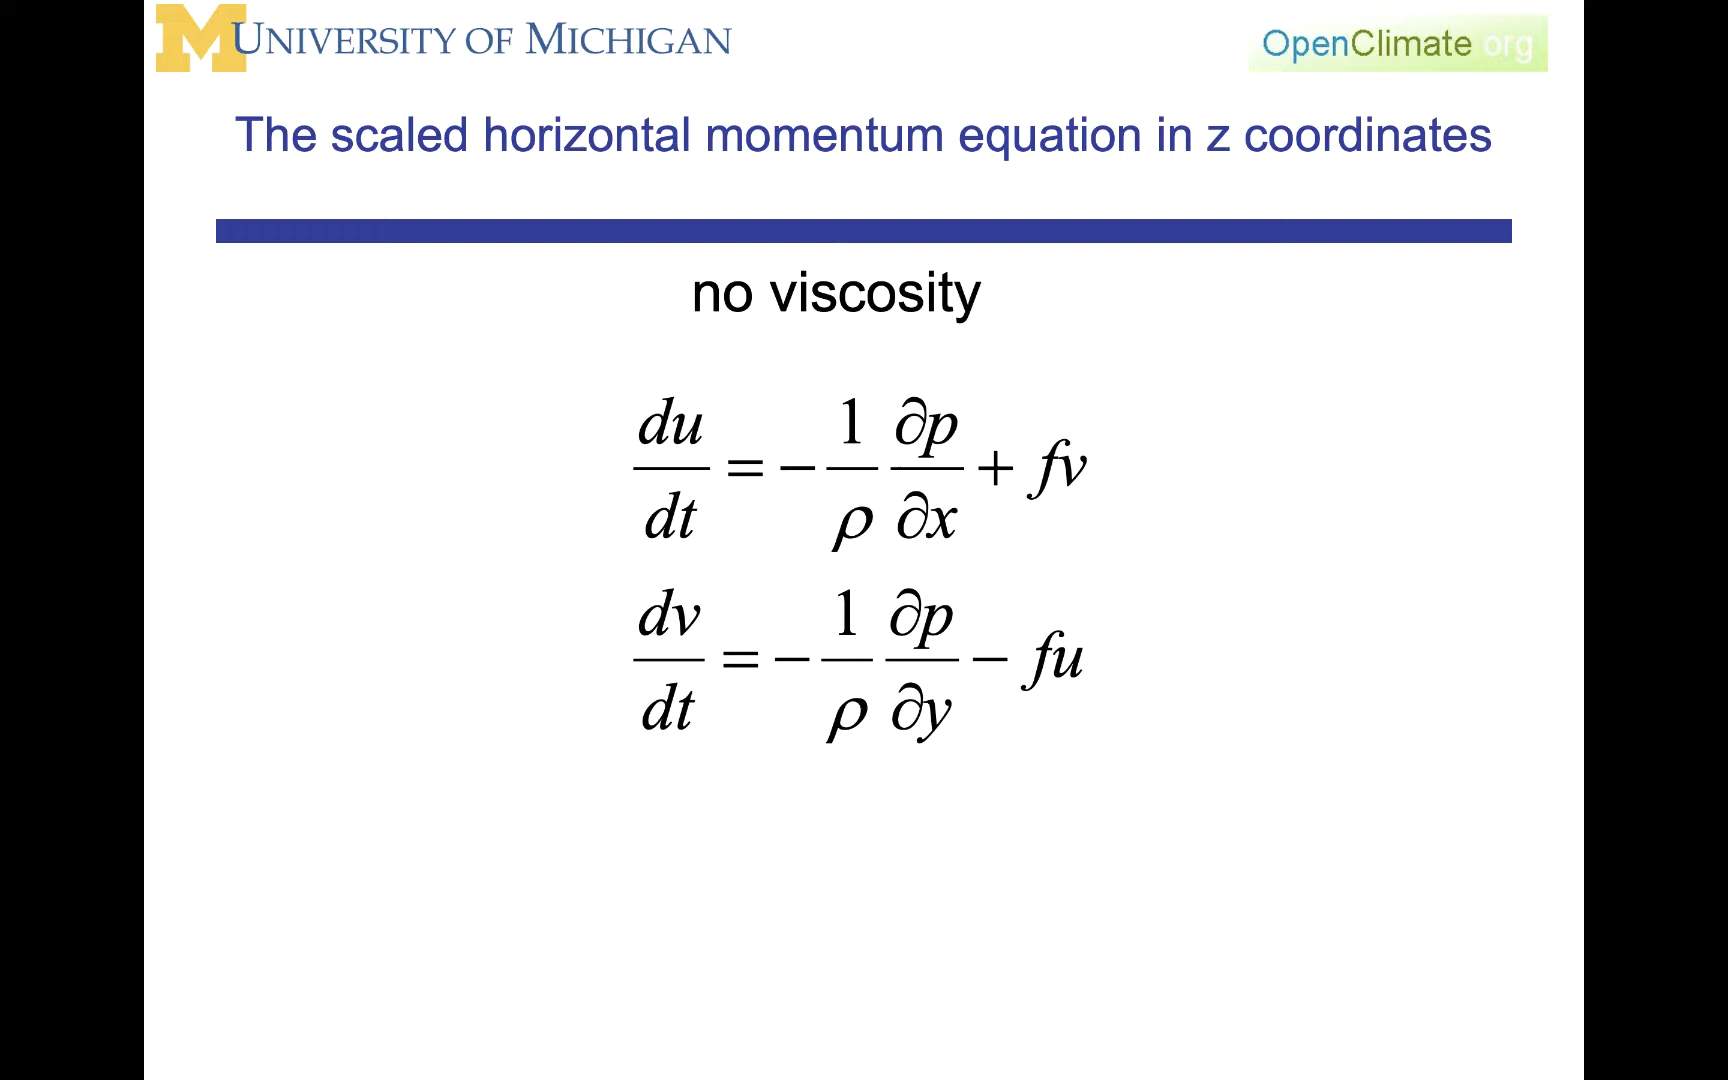 UNIVERSITY OF MICHIGAN
OpenClimate org
The scaled horizontal momentum equation in z coordinates
no viscosity
du/dt = −1/ρ ∂p/∂x + fv
dv/dt = −1/ρ ∂p/∂y − fu